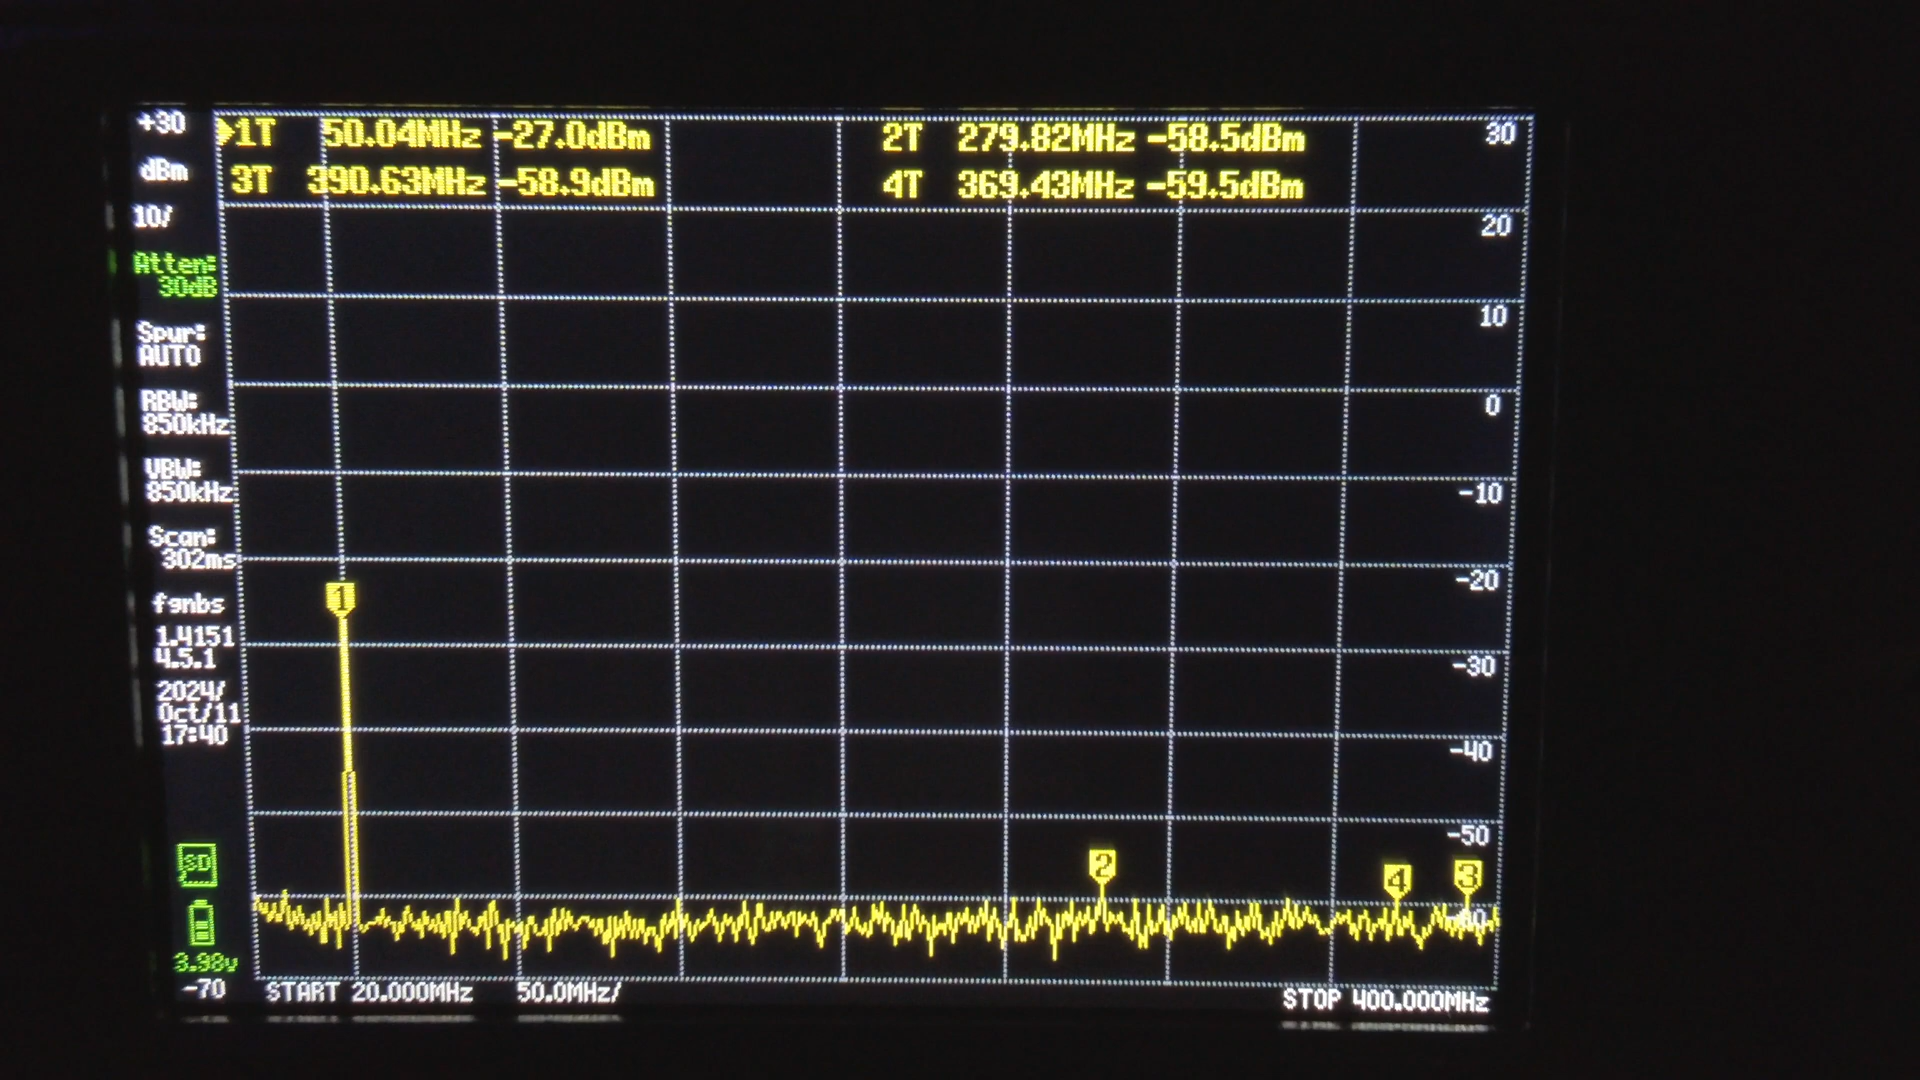 +30
dBm
10/
Atten:
30dB
Spur:
AUTO
RBW:
850kHz
VBW:
850kHz
Scan:
302ms
fgnbs
1.4151
4.5.1
2024/
Oct/11
17:40
SD
3.98v
-70
1T 50.04MHz -27.0dBm 2T 279.82MHz -58.5dBm
3T 390.63MHz -58.9dBm 4T 369.43MHz -59.5dBm
30
20
10
0
-10
-20
-30
-40
-50
-60
1
2
4
3
START 20.000MHz 50.0MHz/ STOP 400.000MHz